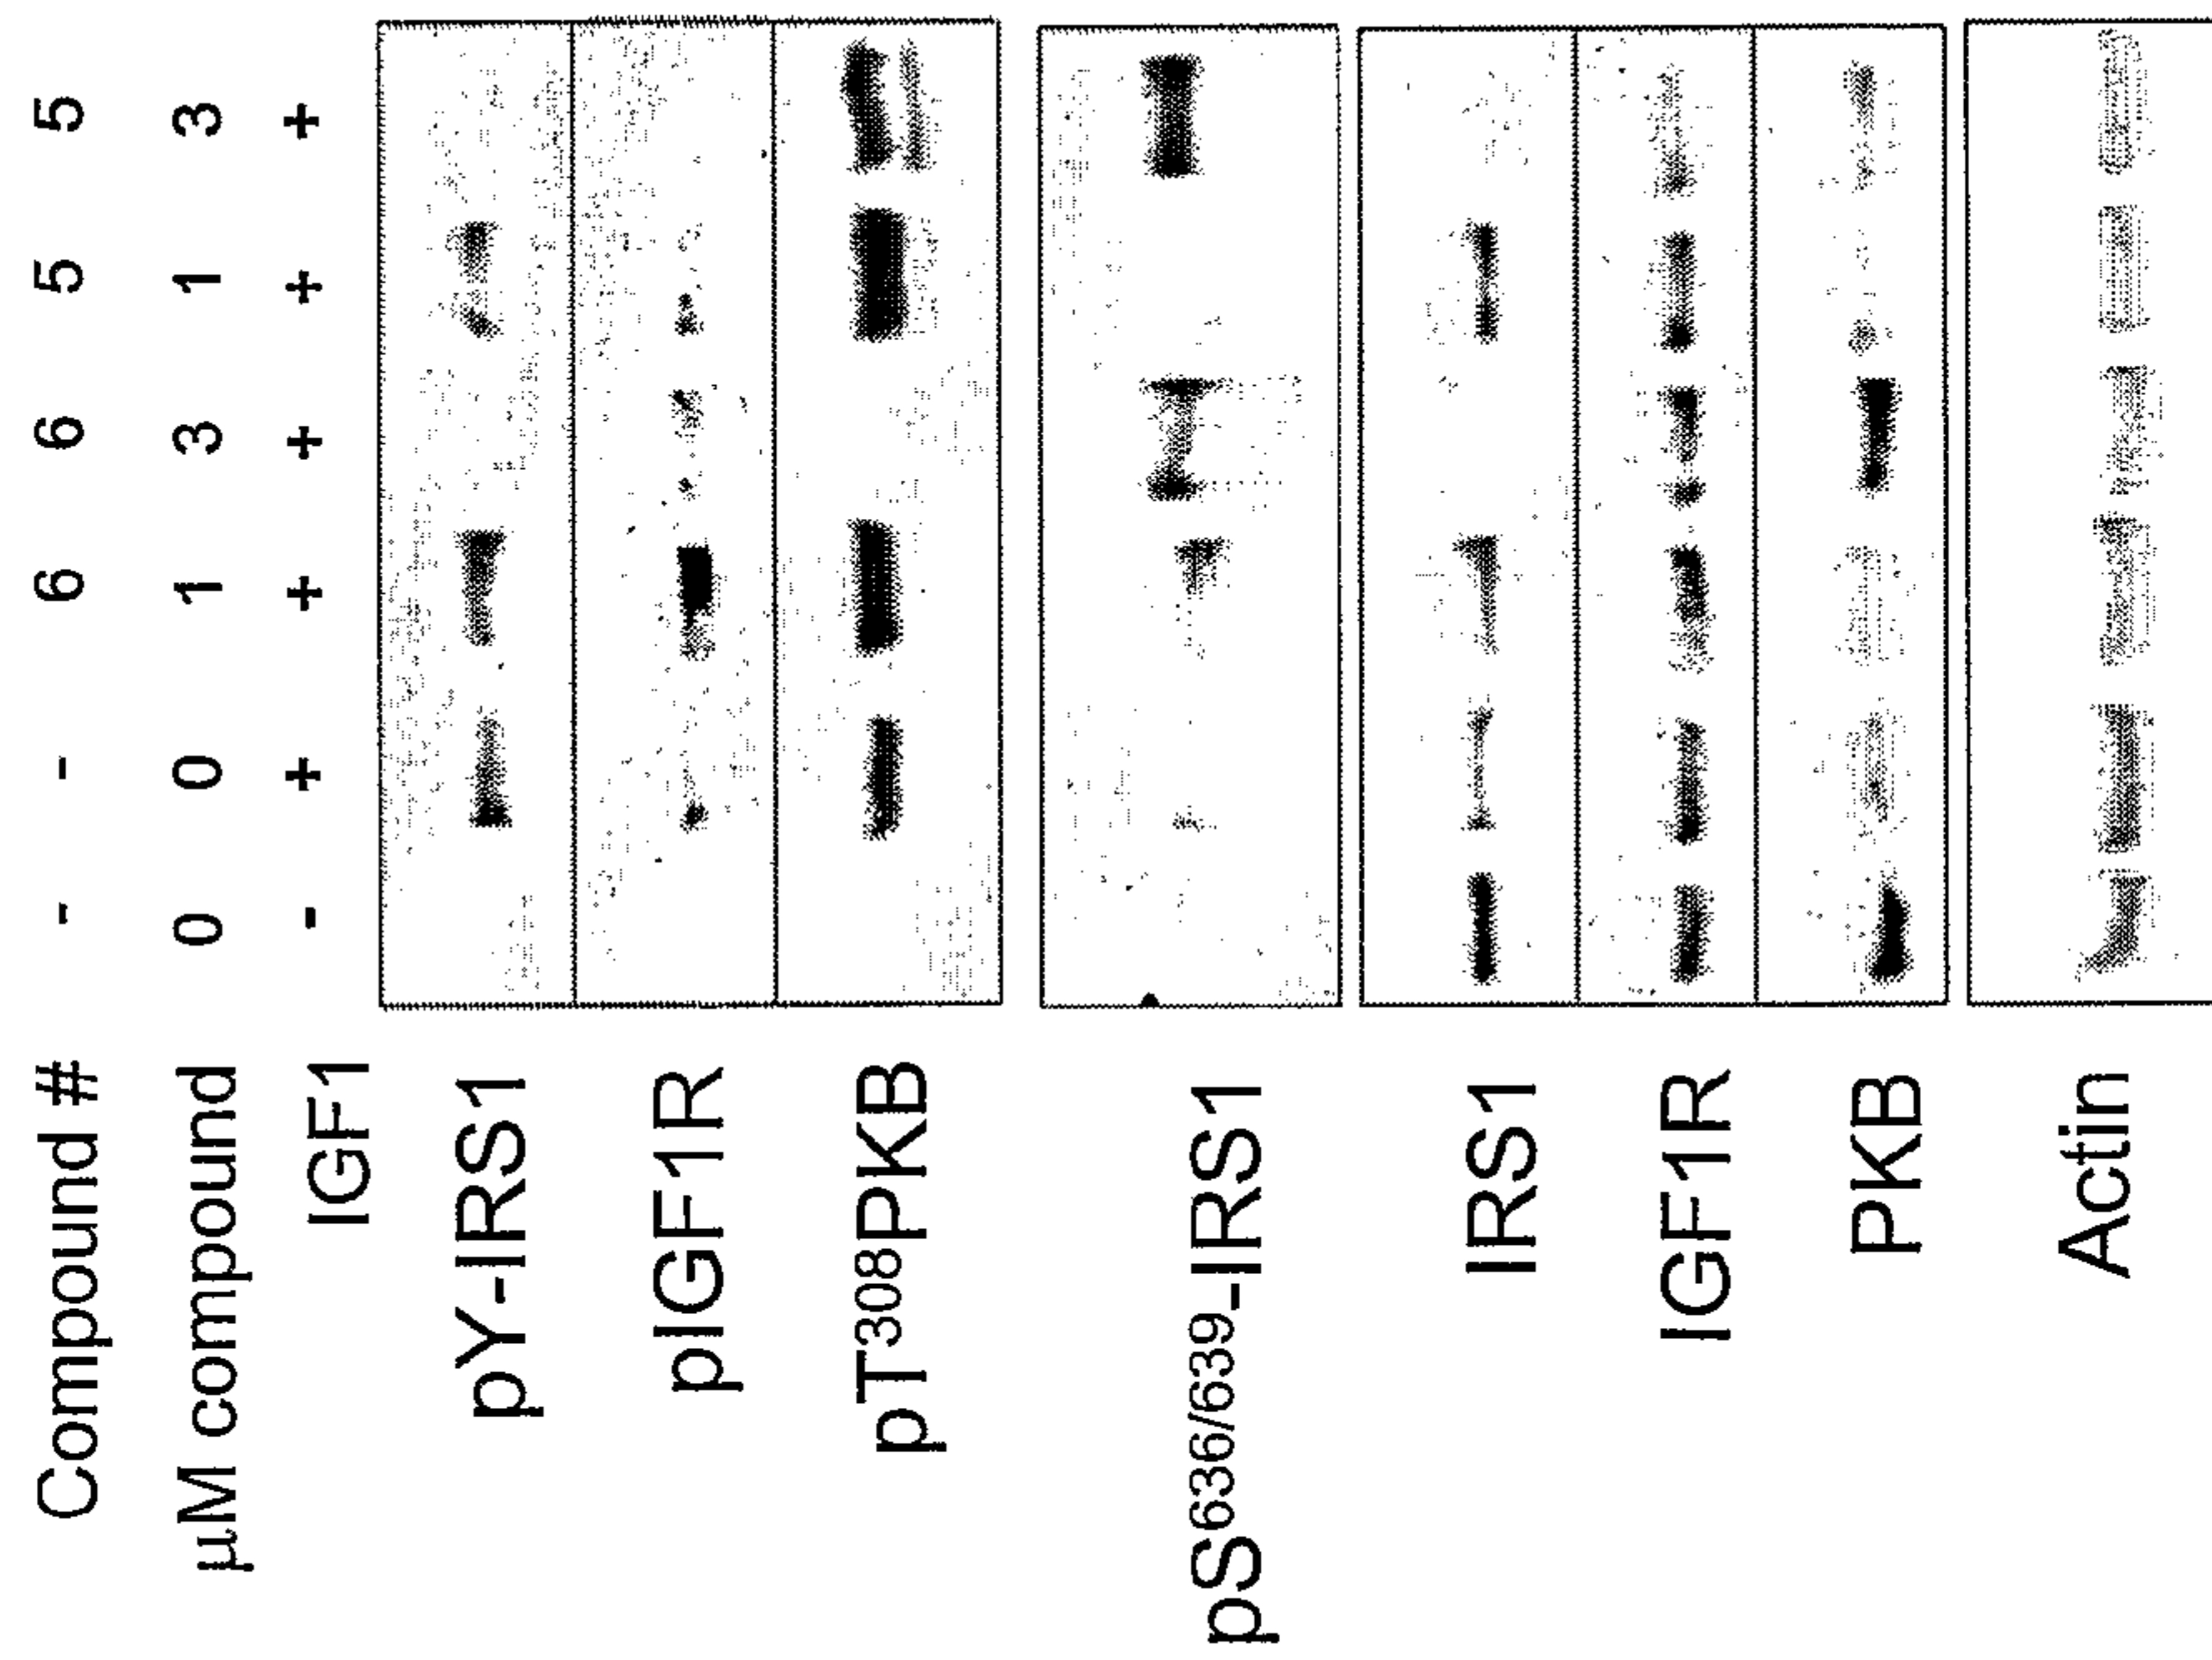 Compound # - - 6 6 5 5
µM compound 0 0 1 3 1 3
IGF1 - + + + + +
pY-IRS1
pIGF1R
pT308PKB
pS636/639-IRS1
IRS1
IGF1R
PKB
Actin